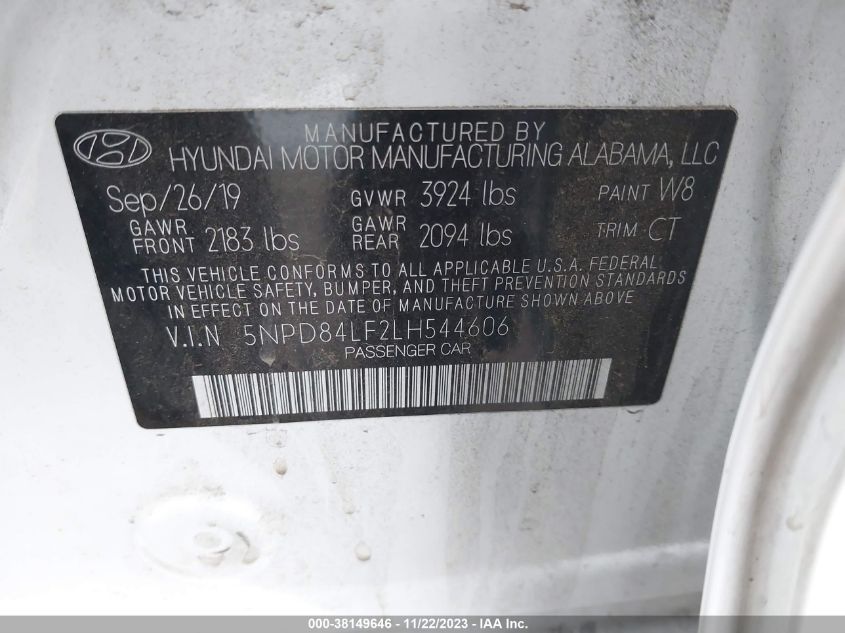 MANUFACTURED BY
HYUNDAI MOTOR MANUFACTURING ALABAMA, LLC
Sep/26/19 GVWR 3924 lbs PAINT W8
GAWR FRONT 2183 lbs GAWR REAR 2094 lbs TRIM CT
THIS VEHICLE CONFORMS TO ALL APPLICABLE U.S.A. FEDERAL
MOTOR VEHICLE SAFETY, BUMPER, AND THEFT PREVENTION STANDARDS
IN EFFECT ON THE DATE OF MANUFACTURE SHOWN ABOVE
V.I.N 5NPD84LF2LH544606
PASSENGER CAR
000-38149646 - 11/22/2023 - IAA Inc.